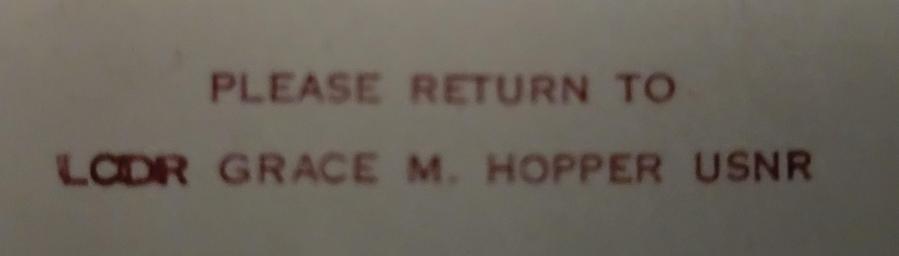 PLEASE RETURN TO
LCDR GRACE M. HOPPER USNR